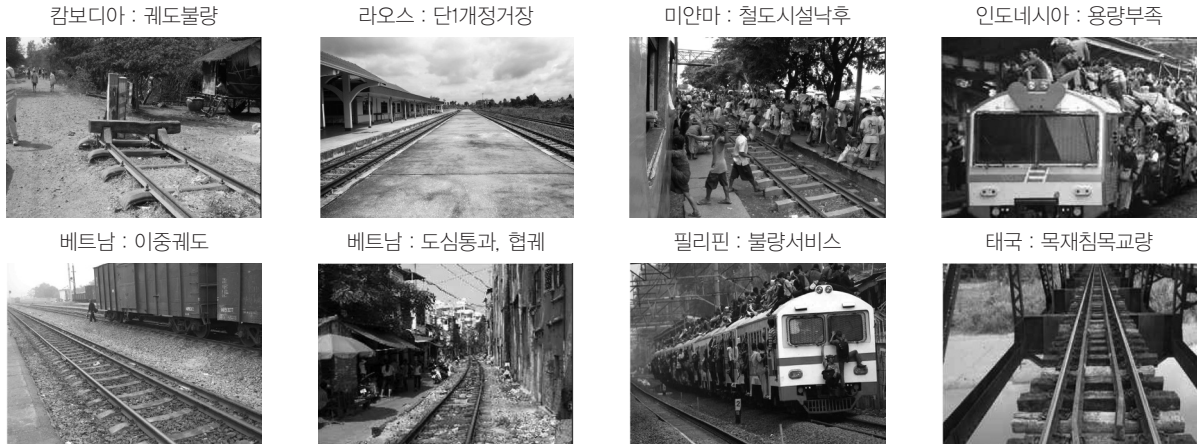 캄보디아 : 궤도불량
라오스 : 단1개정거장
미얀마 : 철도시설낙후
인도네시아 : 용량부족
베트남 : 이중궤도
베트남 : 도심통과, 협궤
필리핀 : 불량서비스
태국 : 목재침목교량